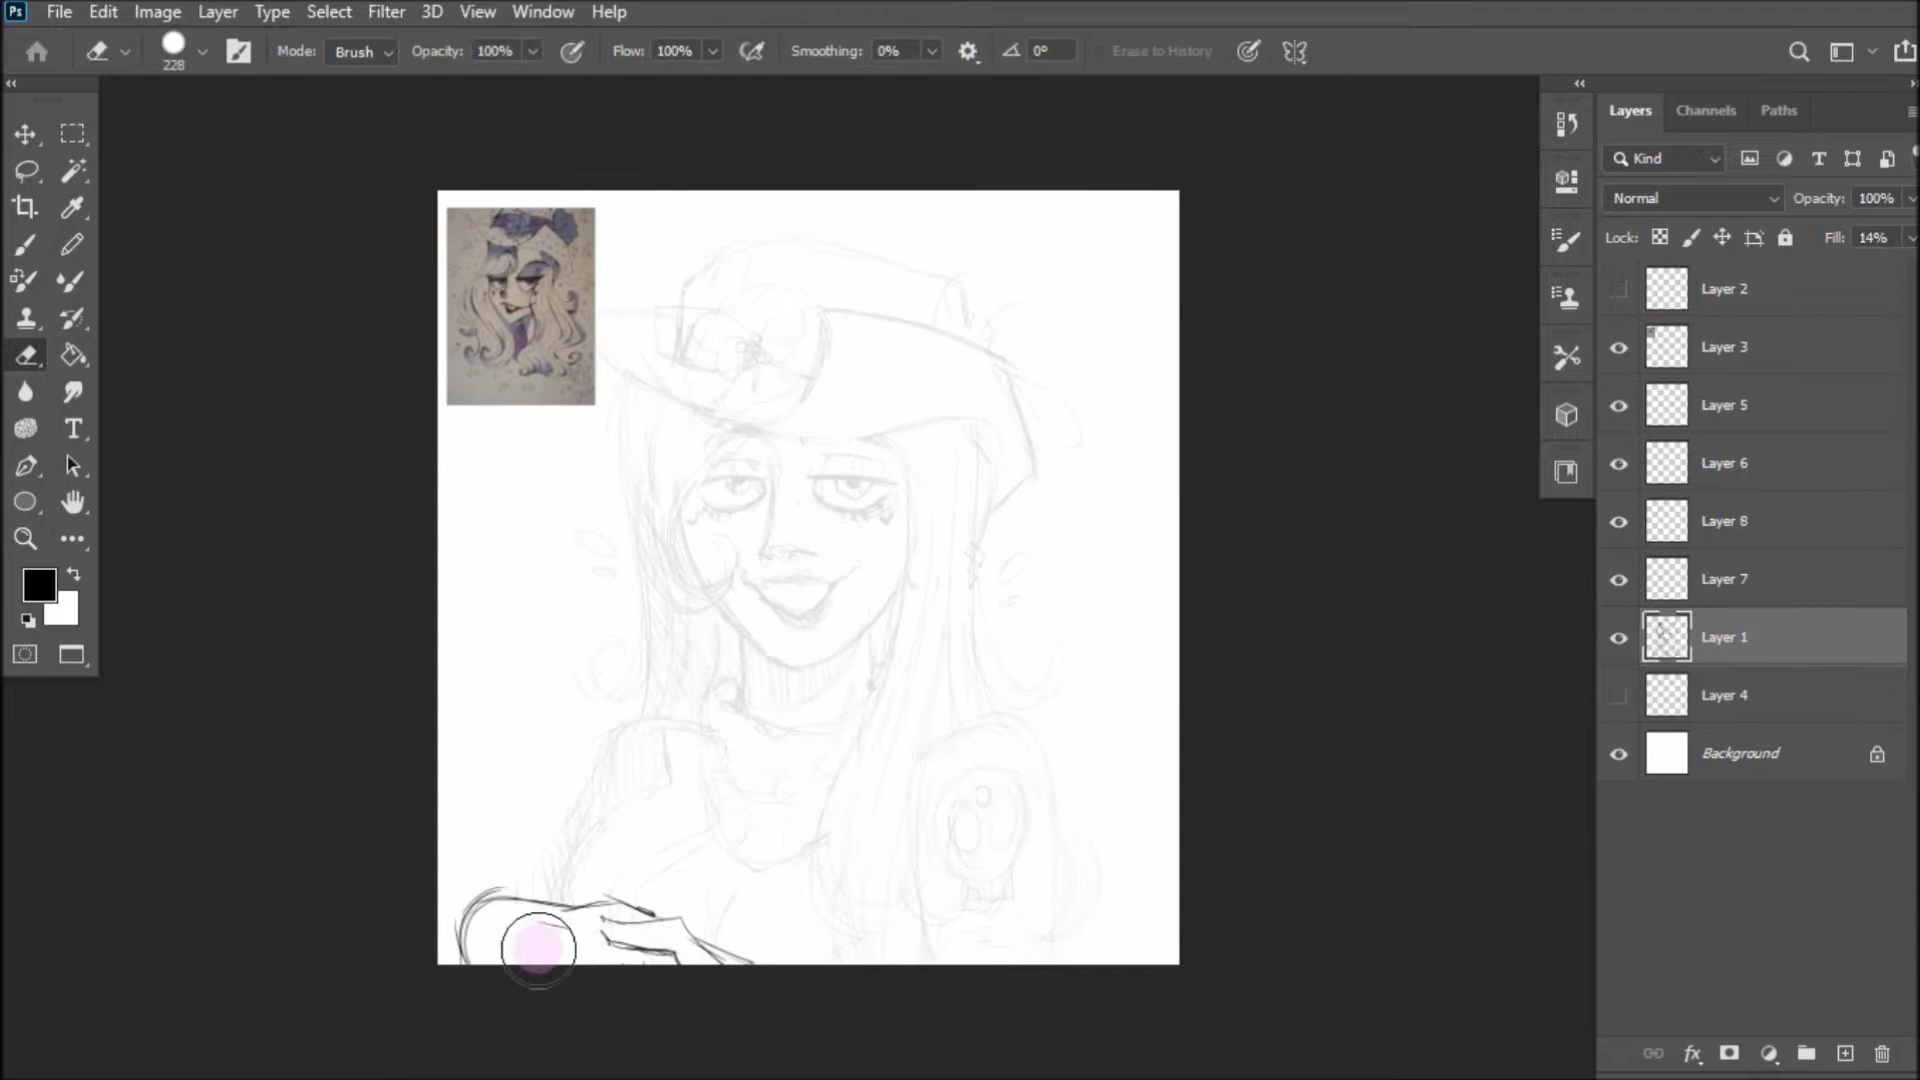 Ps File Edit Image Layer Type Select Filter 3D View Window Help
228 Mode: Brush Opacity: 100% Flow: 100% Smoothing: 0% 0° Erase to History
Layers Channels Paths
Kind
Normal Opacity: 100%
Lock: Fill: 14%
Layer 2
Layer 3
Layer 5
Layer 6
Layer 8
Layer 7
Layer 1
Layer 4
Background